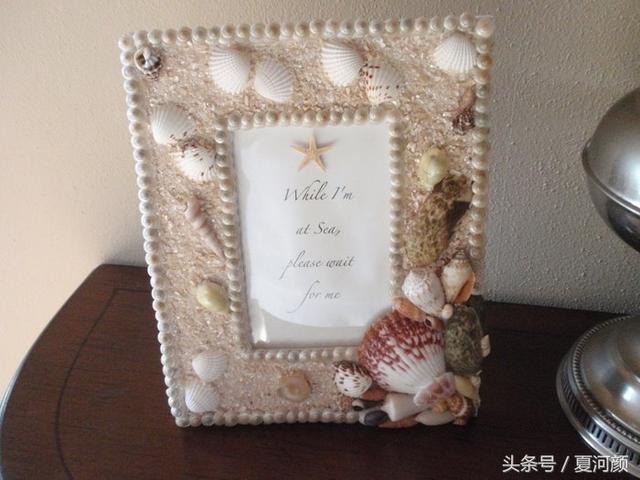 While I'm
at Sea,
please wait
for me
头条号 / 夏河颜